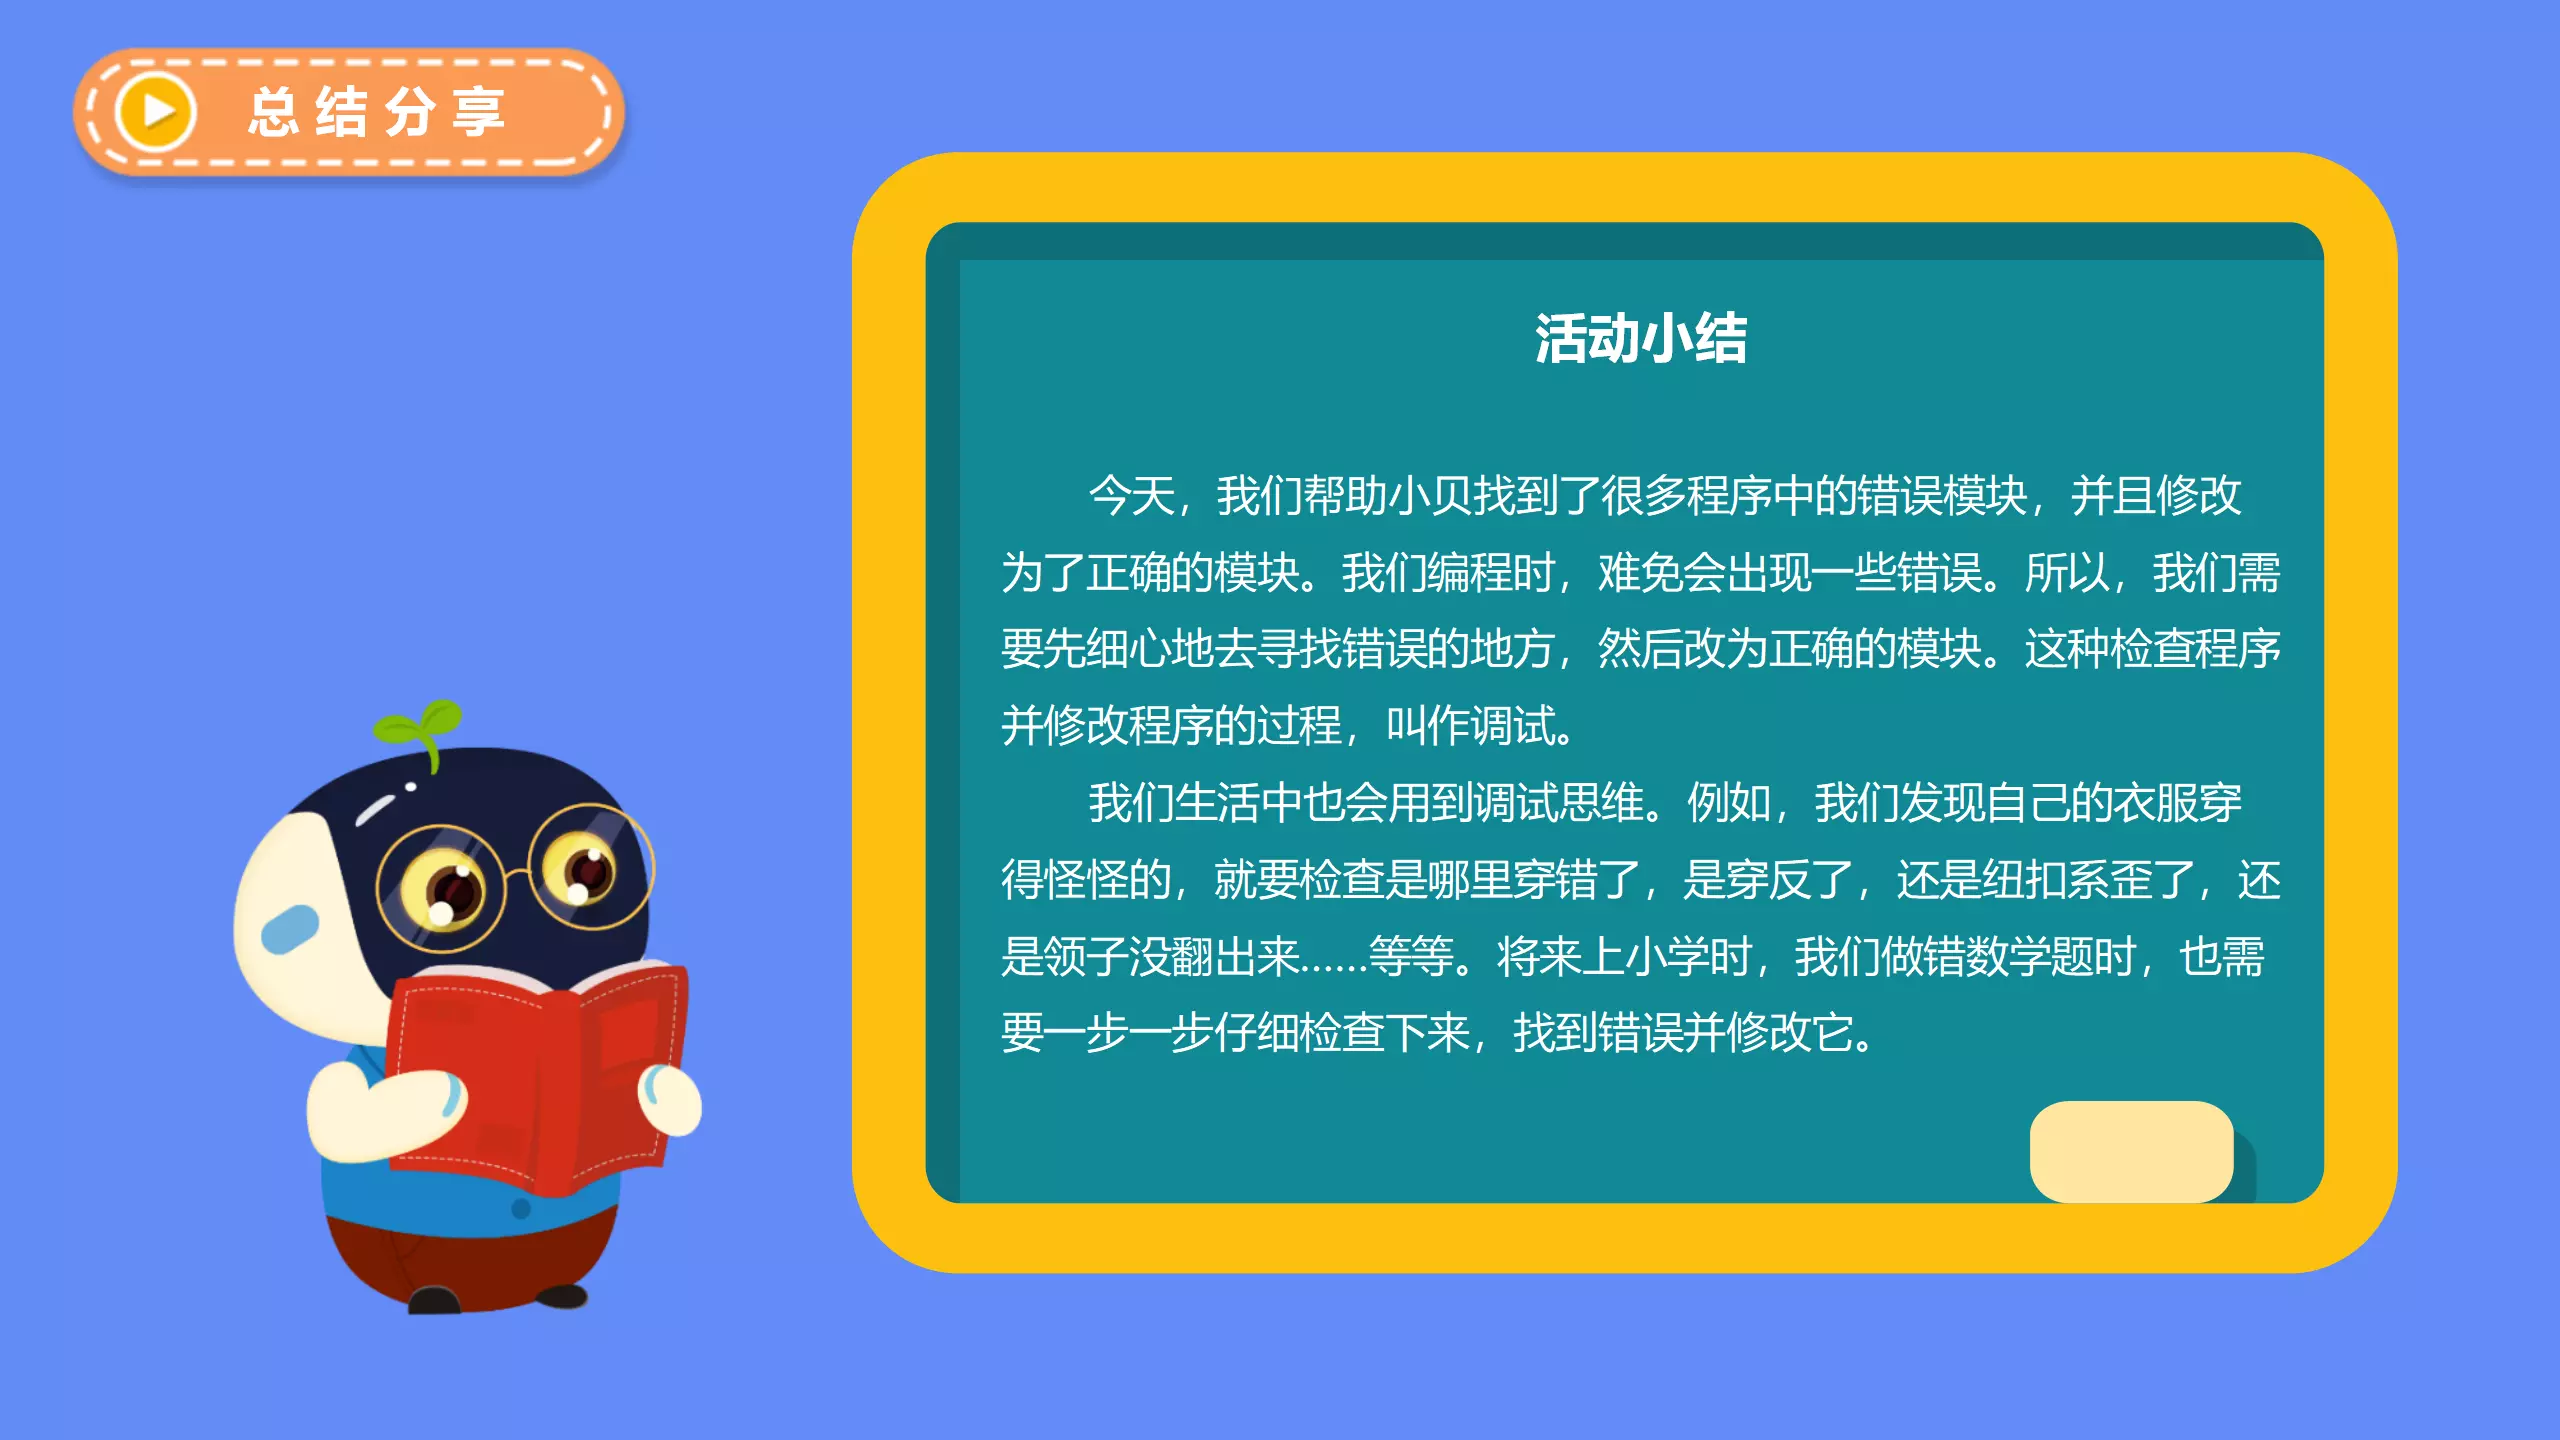 总结分享
活动小结
今天，我们帮助小贝找到了很多程序中的错误模块，并且修改
为了正确的模块。我们编程时，难免会出现一些错误。所以，我们需
要先细心地去寻找错误的地方，然后改为正确的模块。这种检查程序
并修改程序的过程，叫作调试。
我们生活中也会用到调试思维。例如，我们发现自己的衣服穿
得怪怪的，就要检查是哪里穿错了，是穿反了，还是纽扣系歪了，还
是领子没翻出来……等等。将来上小学时，我们做错数学题时，也需
要一步一步仔细检查下来，找到错误并修改它。